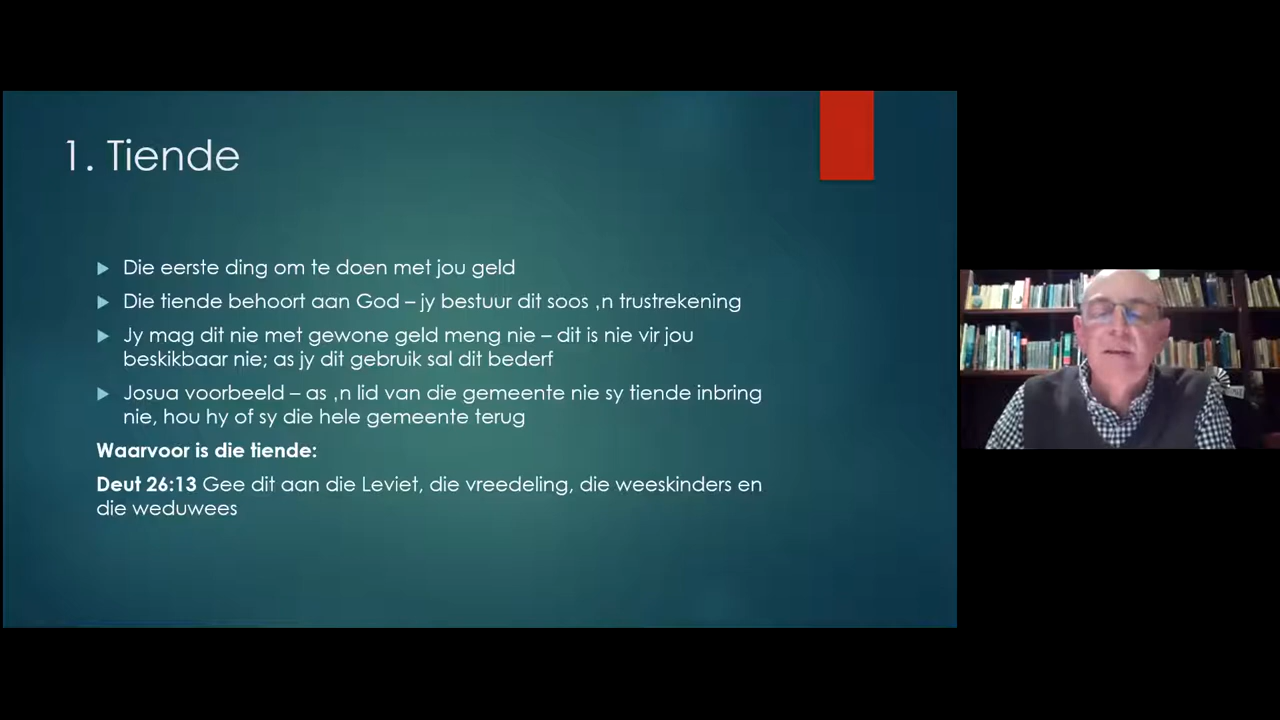 1. Tiende
Die eerste ding om te doen met jou geld
Die tiende behoort aan God – jy bestuur dit soos ‚n trustrekening
Jy mag dit nie met gewone geld meng nie – dit is nie vir jou
beskikbaar nie; as jy dit gebruik sal dit bederf
Josua voorbeeld – as ‚n lid van die gemeente nie sy tiende inbring
nie, hou hy of sy die hele gemeente terug
Waarvoor is die tiende:
Deut 26:13 Gee dit aan die Leviet, die vreedeling, die weeskinders en
die weduwees